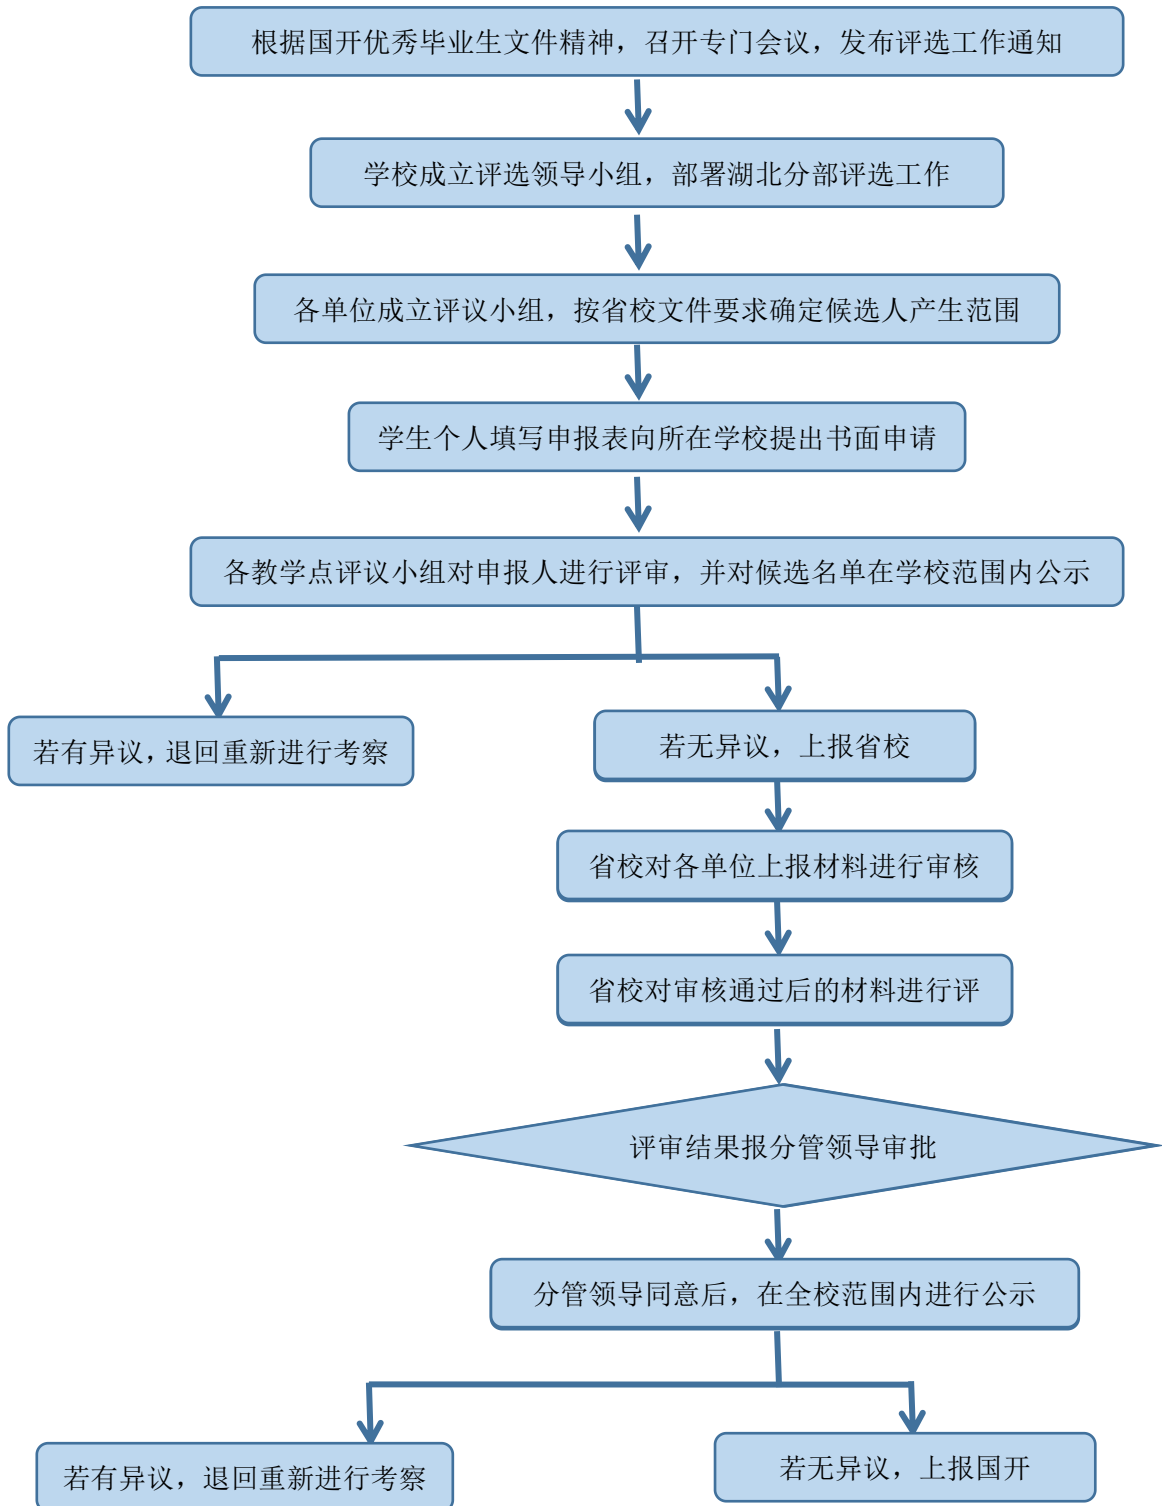 根据国开优秀毕业生文件精神，召开专门会议，发布评选工作通知
学校成立评选领导小组，部署湖北分部评选工作
各单位成立评议小组，按省校文件要求确定候选人产生范围
学生个人填写申报表向所在学校提出书面申请
各教学点评议小组对申报人进行评审，并对候选名单在学校范围内公示
若有异议，退回重新进行考察
若无异议，上报省校
省校对各单位上报材料进行审核
省校对审核通过后的材料进行评
评审结果报分管领导审批
分管领导同意后，在全校范围内进行公示
若有异议，退回重新进行考察
若无异议，上报国开